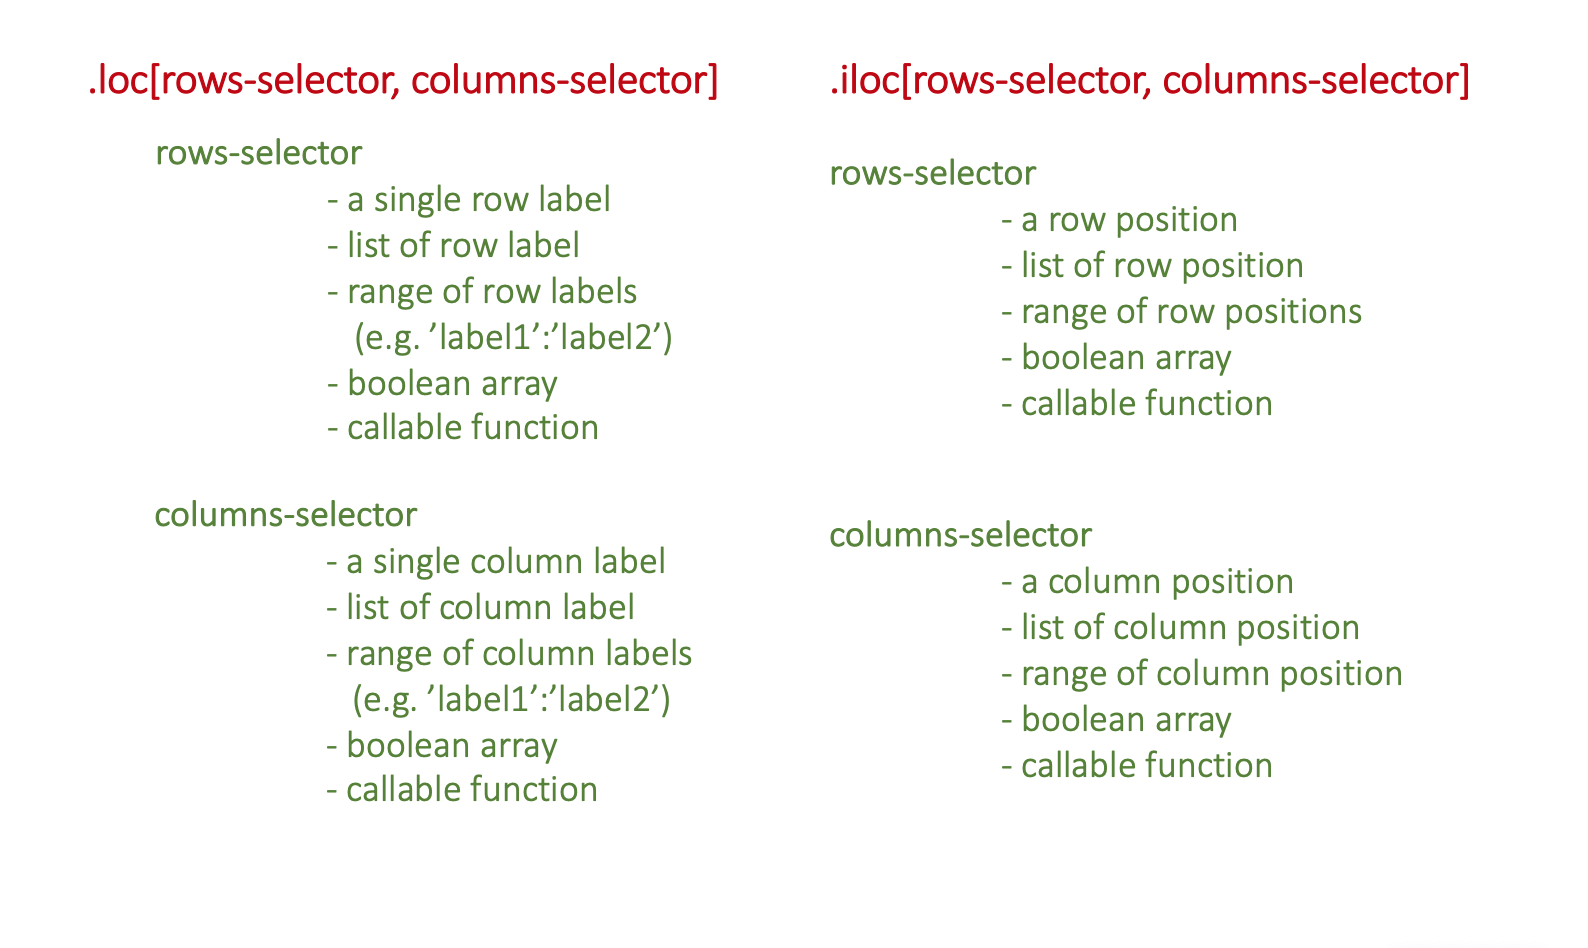 .loc[rows-selector, columns-selector]
rows-selector
- a single row label
- list of row label
- range of row labels
(e.g. ’label1’:’label2’)
- boolean array
- callable function
columns-selector
- a single column label
- list of column label
- range of column labels
(e.g. ’label1’:’label2’)
- boolean array
- callable function
.iloc[rows-selector, columns-selector]
rows-selector
- a row position
- list of row position
- range of row positions
- boolean array
- callable function
columns-selector
- a column position
- list of column position
- range of column position
- boolean array
- callable function